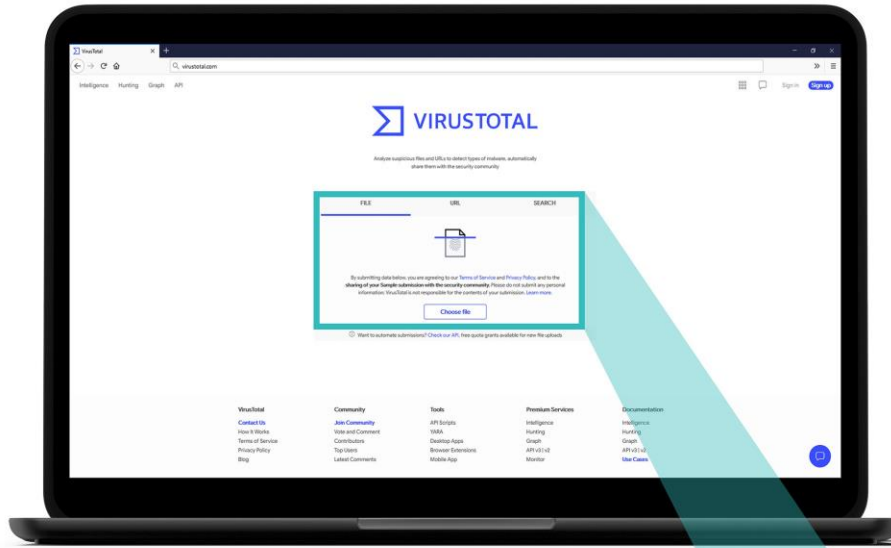 VirusTotal
virustotal.com
Intelligence Hunting Graph API
Sign in Sign up
VIRUSTOTAL
Analyze suspicious files and URLs to detect types of malware, automatically
share them with the security community
FILE URL SEARCH
By submitting data below, you are agreeing to our Terms of Service and Privacy Policy, and to the
sharing of your Sample submission with the security community. Please do not submit any personal
information; VirusTotal is not responsible for the contents of your submission. Learn more.
Choose file
Want to automate submissions? Check our API, free quota grants available for new file uploads
VirusTotal Community Tools Premium Services Documentation
Contact Us Join Community API Scripts Intelligence Intelligence
How It Works Vote and Comment YARA Hunting Hunting
Terms of Service Contributors Desktop Apps Graph Graph
Privacy Policy Top Users Browser Extensions API v3 | v2 API v3 | v2
Blog Latest Comments Mobile App Monitor Use Cases